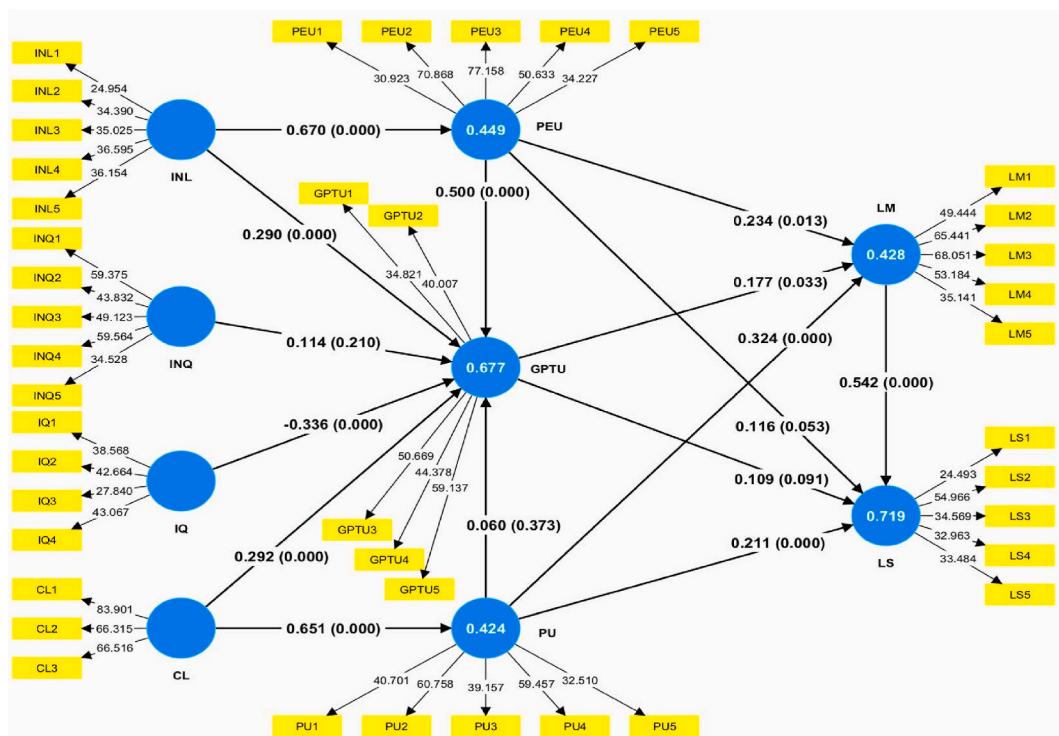 PEU1 PEU2 PEU3 PEU4 PEU5
30.923 70.868 77.158 50.633 34.227
INL1
INL2
INL3
INL4
INL5
24.954
34.390
35.025
36.595
36.154
INL
0.670 (0.000)
0.449
PEU
0.290 (0.000)
0.500 (0.000)
GPTU1
GPTU2
34.821
40.007
INQ1
INQ2
INQ3
INQ4
INQ5
59.375
43.832
49.123
59.564
34.528
INQ
0.114 (0.210)
0.677
GPTU
0.234 (0.013)
0.177 (0.033)
0.324 (0.000)
LM
0.428
LM1
LM2
LM3
LM4
LM5
49.444
65.441
68.051
53.184
35.141
0.542 (0.000)
IQ1
IQ2
IQ3
IQ4
38.568
42.664
27.840
43.067
IQ
-0.336 (0.000)
50.669
44.378
59.137
GPTU3
GPTU4
GPTU5
0.116 (0.053)
0.109 (0.091)
0.060 (0.373)
0.211 (0.000)
0.719
LS
LS1
LS2
LS3
LS4
LS5
24.493
54.966
34.569
32.963
33.484
0.292 (0.000)
CL1
CL2
CL3
83.901
66.315
66.516
CL
0.651 (0.000)
0.424
PU
40.701 60.758 39.157 59.457 32.510
PU1 PU2 PU3 PU4 PU5